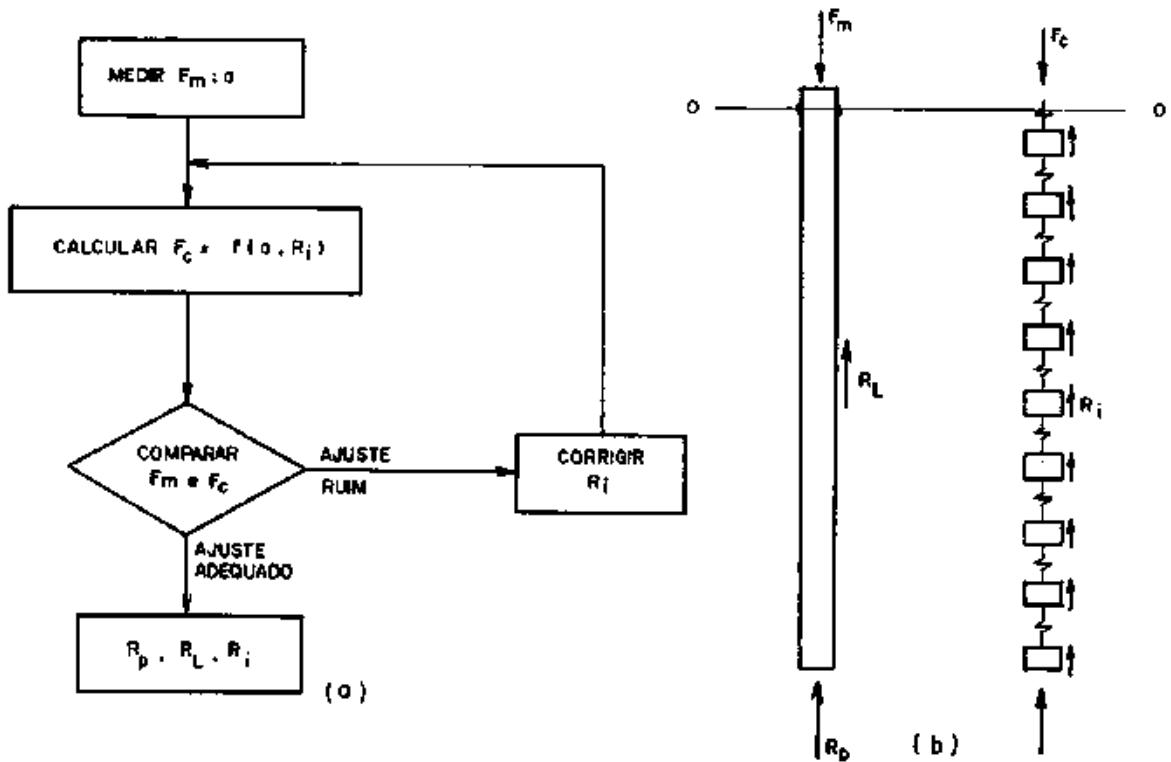 MEDIR Fm ; a
CALCULAR Fc = f(a, Ri)
COMPARAR
Fm e Fc
AJUSTE
RUIM
CORRIGIR
Ri
AJUSTE
ADEQUADO
Rp, RL, Ri
(a)
Fm
Fc
O
O
RL
Ri
Rp
(b)